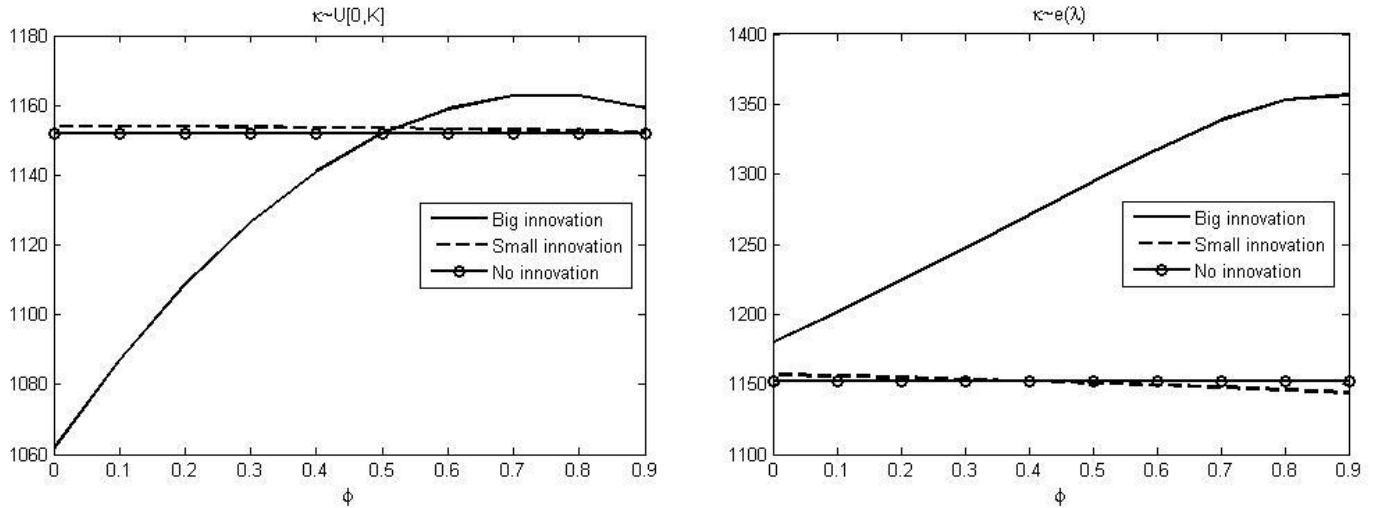 κ~U[0,K]
1180
1160
1140
1120
1100
1080
1060
0 0.1 0.2 0.3 0.4 0.5 0.6 0.7 0.8 0.9
ϕ
Big innovation
Small innovation
No innovation
κ~e(λ)
1400
1350
1300
1250
1200
1150
1100
0 0.1 0.2 0.3 0.4 0.5 0.6 0.7 0.8 0.9
ϕ
Big innovation
Small innovation
No innovation